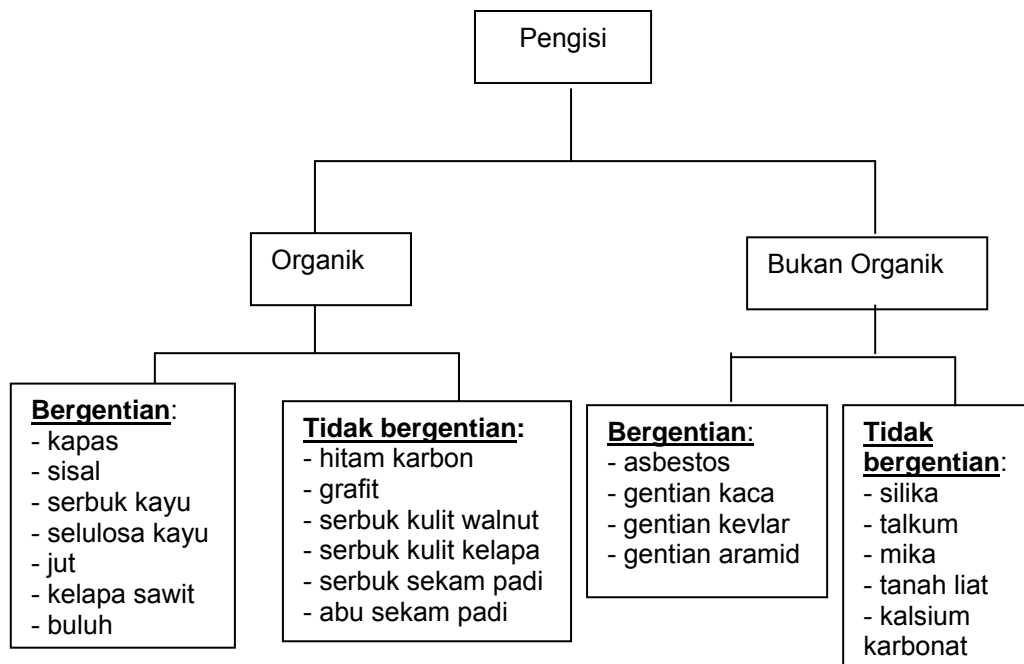 Pengisi
Organik
Bukan Organik
Bergentian:
- kapas
- sisal
- serbuk kayu
- selulosa kayu
- jut
- kelapa sawit
- buluh
Tidak bergentian:
- hitam karbon
- grafit
- serbuk kulit walnut
- serbuk kulit kelapa
- serbuk sekam padi
- abu sekam padi
Bergentian:
- asbestos
- gentian kaca
- gentian kevlar
- gentian aramid
Tidak
bergentian:
- silika
- talkum
- mika
- tanah liat
- kalsium
karbonat